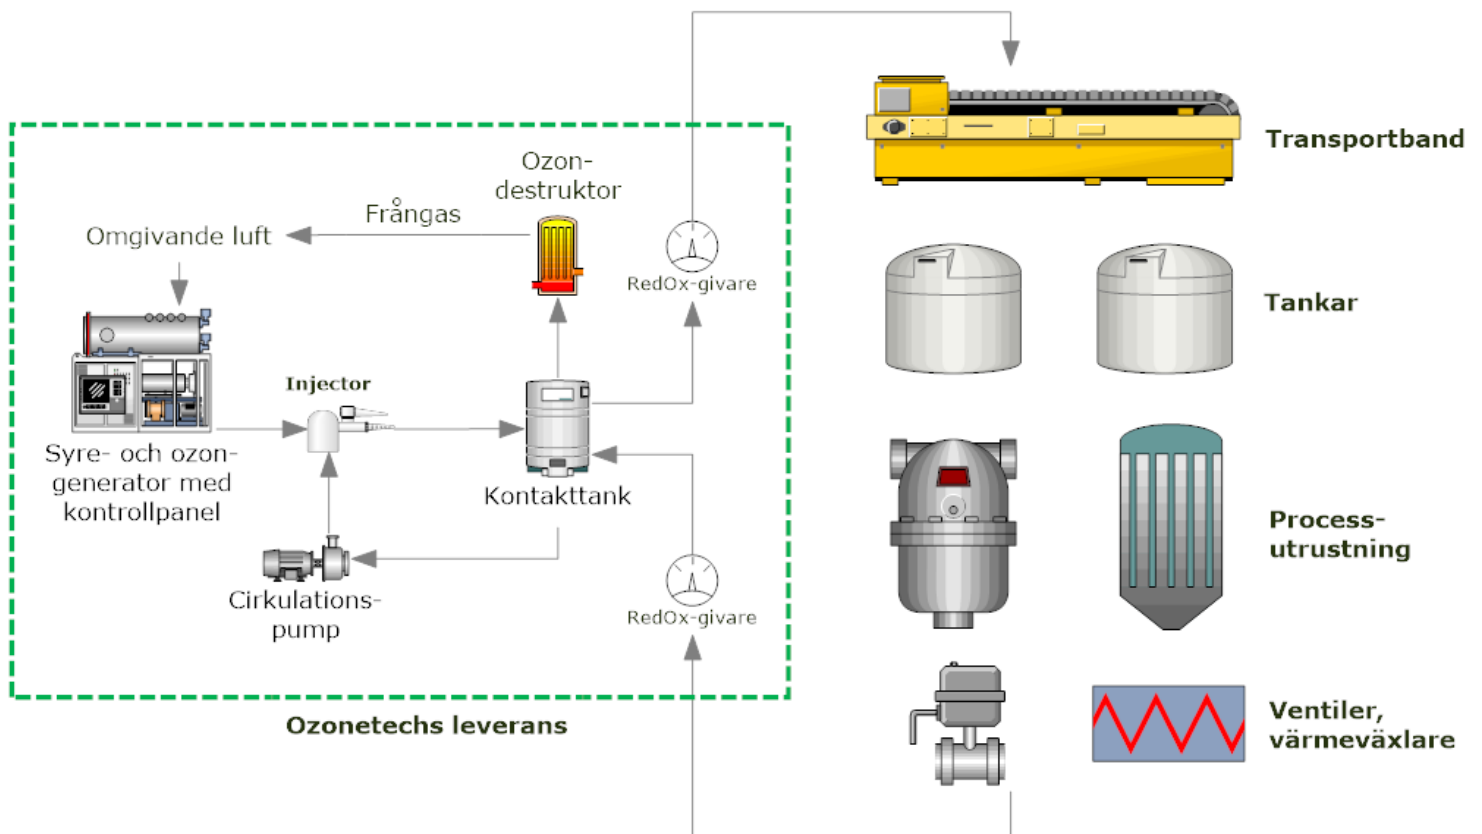 Transportband
Ozon-
destruktor
Frångas
Omgivande luft
RedOx-givare
Tankar
Injector
Syre- och ozon-
generator med
kontrollpanel
Kontakttank
Process-
utrustning
Cirkulations-
pump
RedOx-givare
Ozonetechs leverans
Ventiler,
värmeväxlare